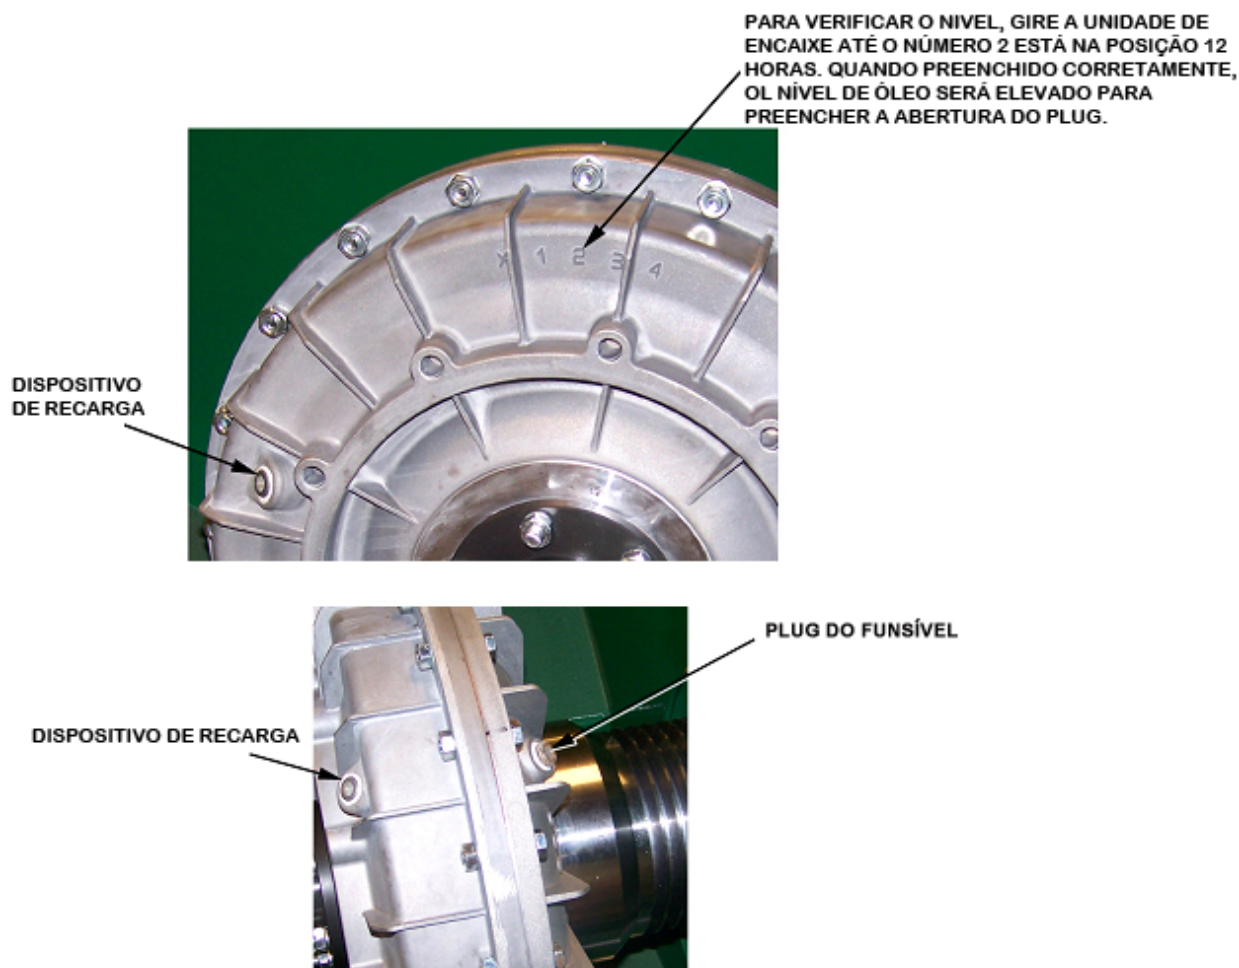 PARA VERIFICAR O NIVEL, GIRE A UNIDADE DE
ENCAIXE ATÉ O NÚMERO 2 ESTÁ NA POSIÇÃO 12
HORAS. QUANDO PREENCHIDO CORRETAMENTE,
OL NÍVEL DE ÓLEO SERÁ ELEVADO PARA
PREENCHER A ABERTURA DO PLUG.
X 1 2 3 4
DISPOSITIVO
DE RECARGA
PLUG DO FUNSÍVEL
DISPOSITIVO DE RECARGA